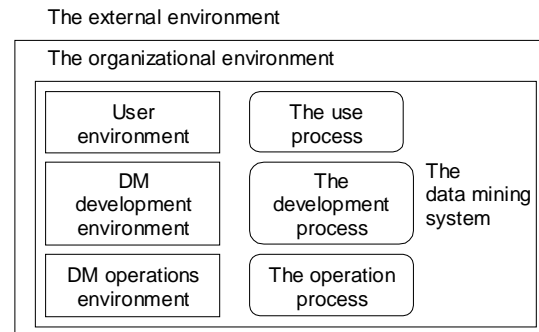 The external environment
The organizational environment
User
environment
The use
process
DM
development
environment
The
development
process
The
data mining
system
DM operations
environment
The operation
process